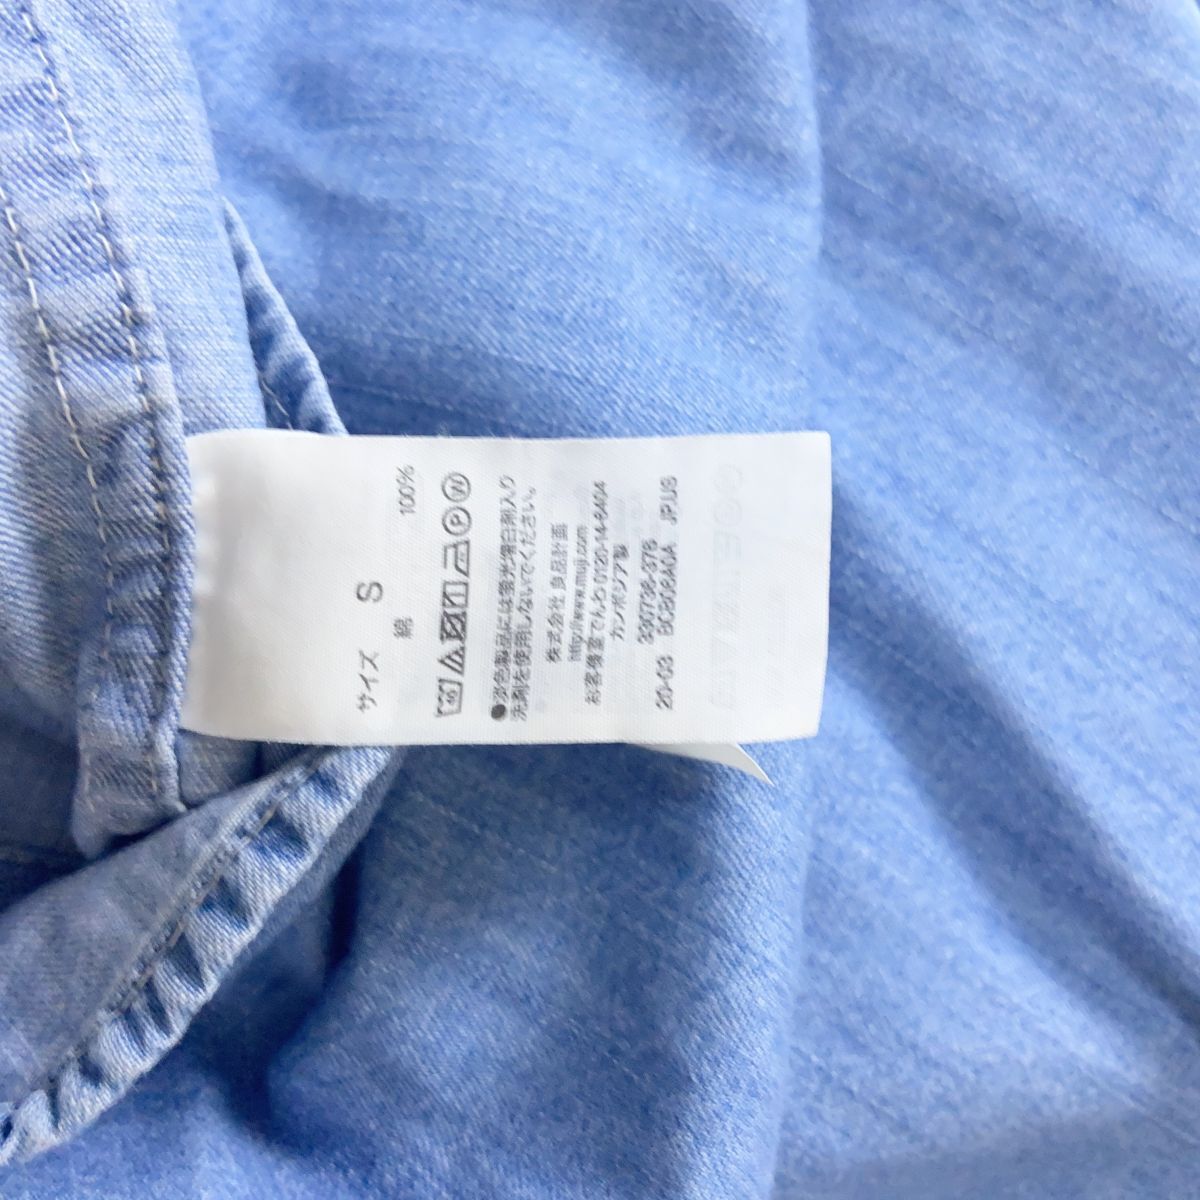 サイズ S
綿 100%
●淡色製品には蛍光増白剤入り
洗剤を使用しないでください。
株式会社 良品計画
http://www.muji.com
お客様室でんわ 0120-14-6404
カンボジア製
330736-376
20-03 BC906A0A JP.US